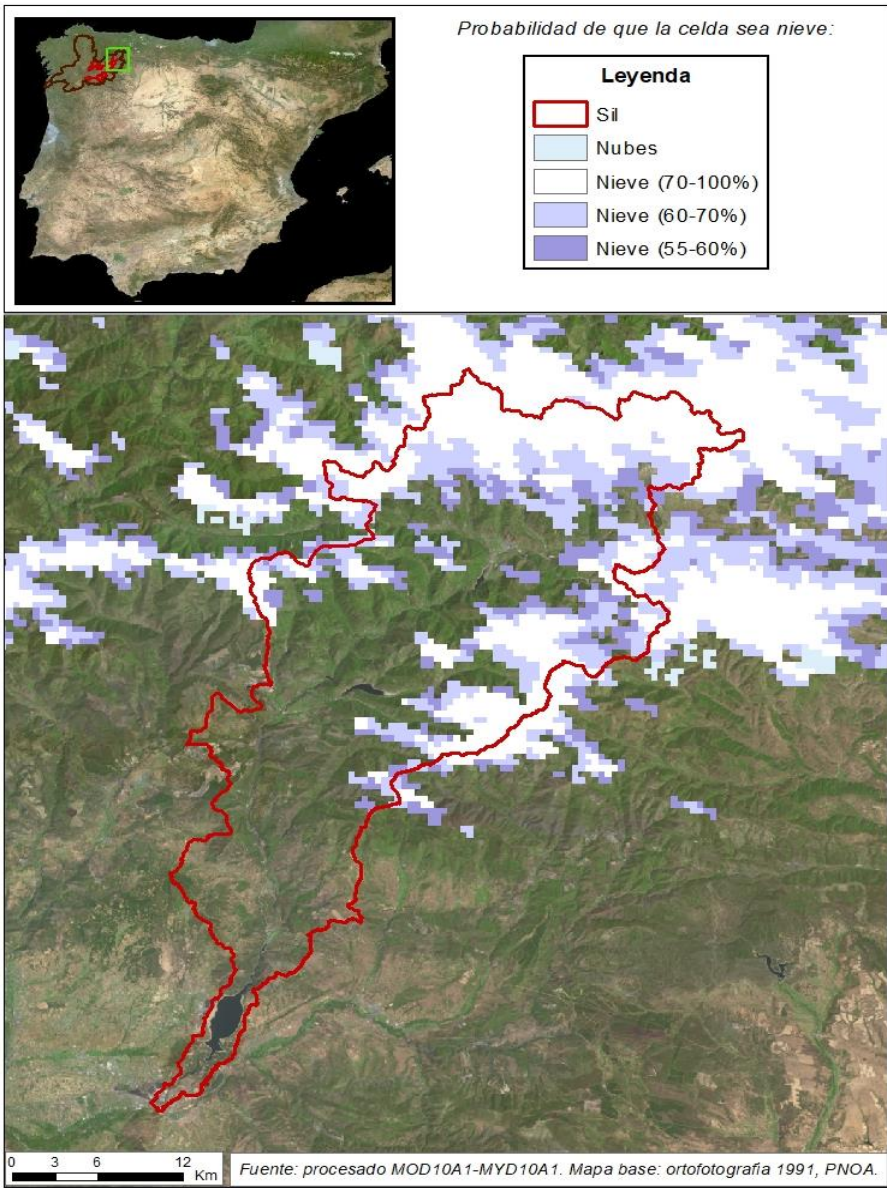 Probabilidad de que la celda sea nieve:
Leyenda
Sil
Nubes
Nieve (70-100%)
Nieve (60-70%)
Nieve (55-60%)
0 3 6 12
Km
Fuente: procesado MOD10A1-MYD10A1. Mapa base: ortofotografia 1991, PNOA.